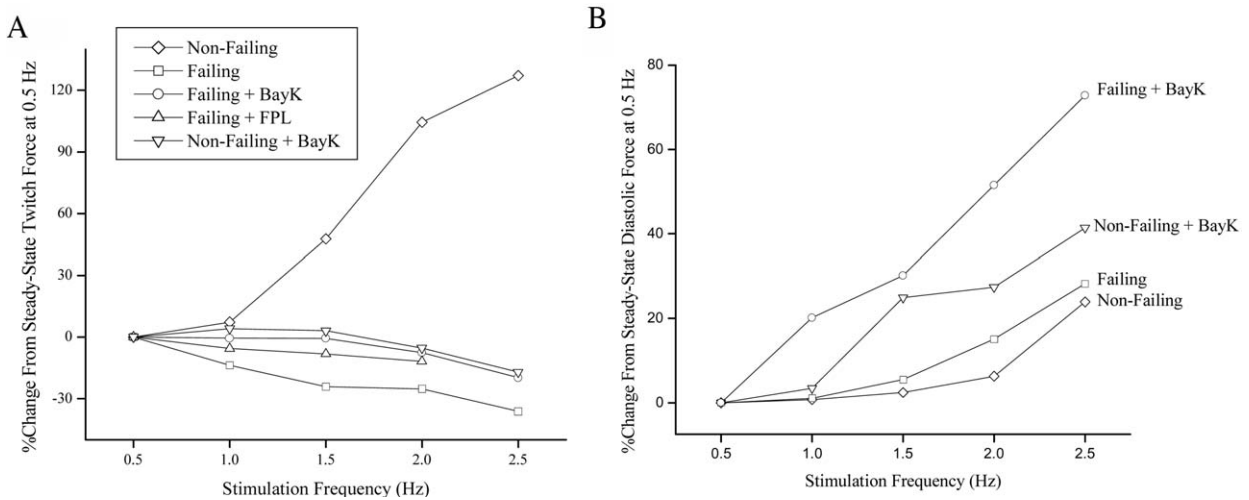 A
Non-Failing
Failing
Failing + BayK
Failing + FPL
Non-Failing + BayK
%Change From Steady-State Twitch Force at 0.5 Hz
120
90
60
30
0
-30
0.5 1.0 1.5 2.0 2.5
Stimulation Frequency (Hz)
B
%Change From Steady-State Diastolic Force at 0.5 Hz
80
60
40
20
0
Failing + BayK
Non-Failing + BayK
Failing
Non-Failing
0.5 1.0 1.5 2.0 2.5
Stimulation Frequency (Hz)